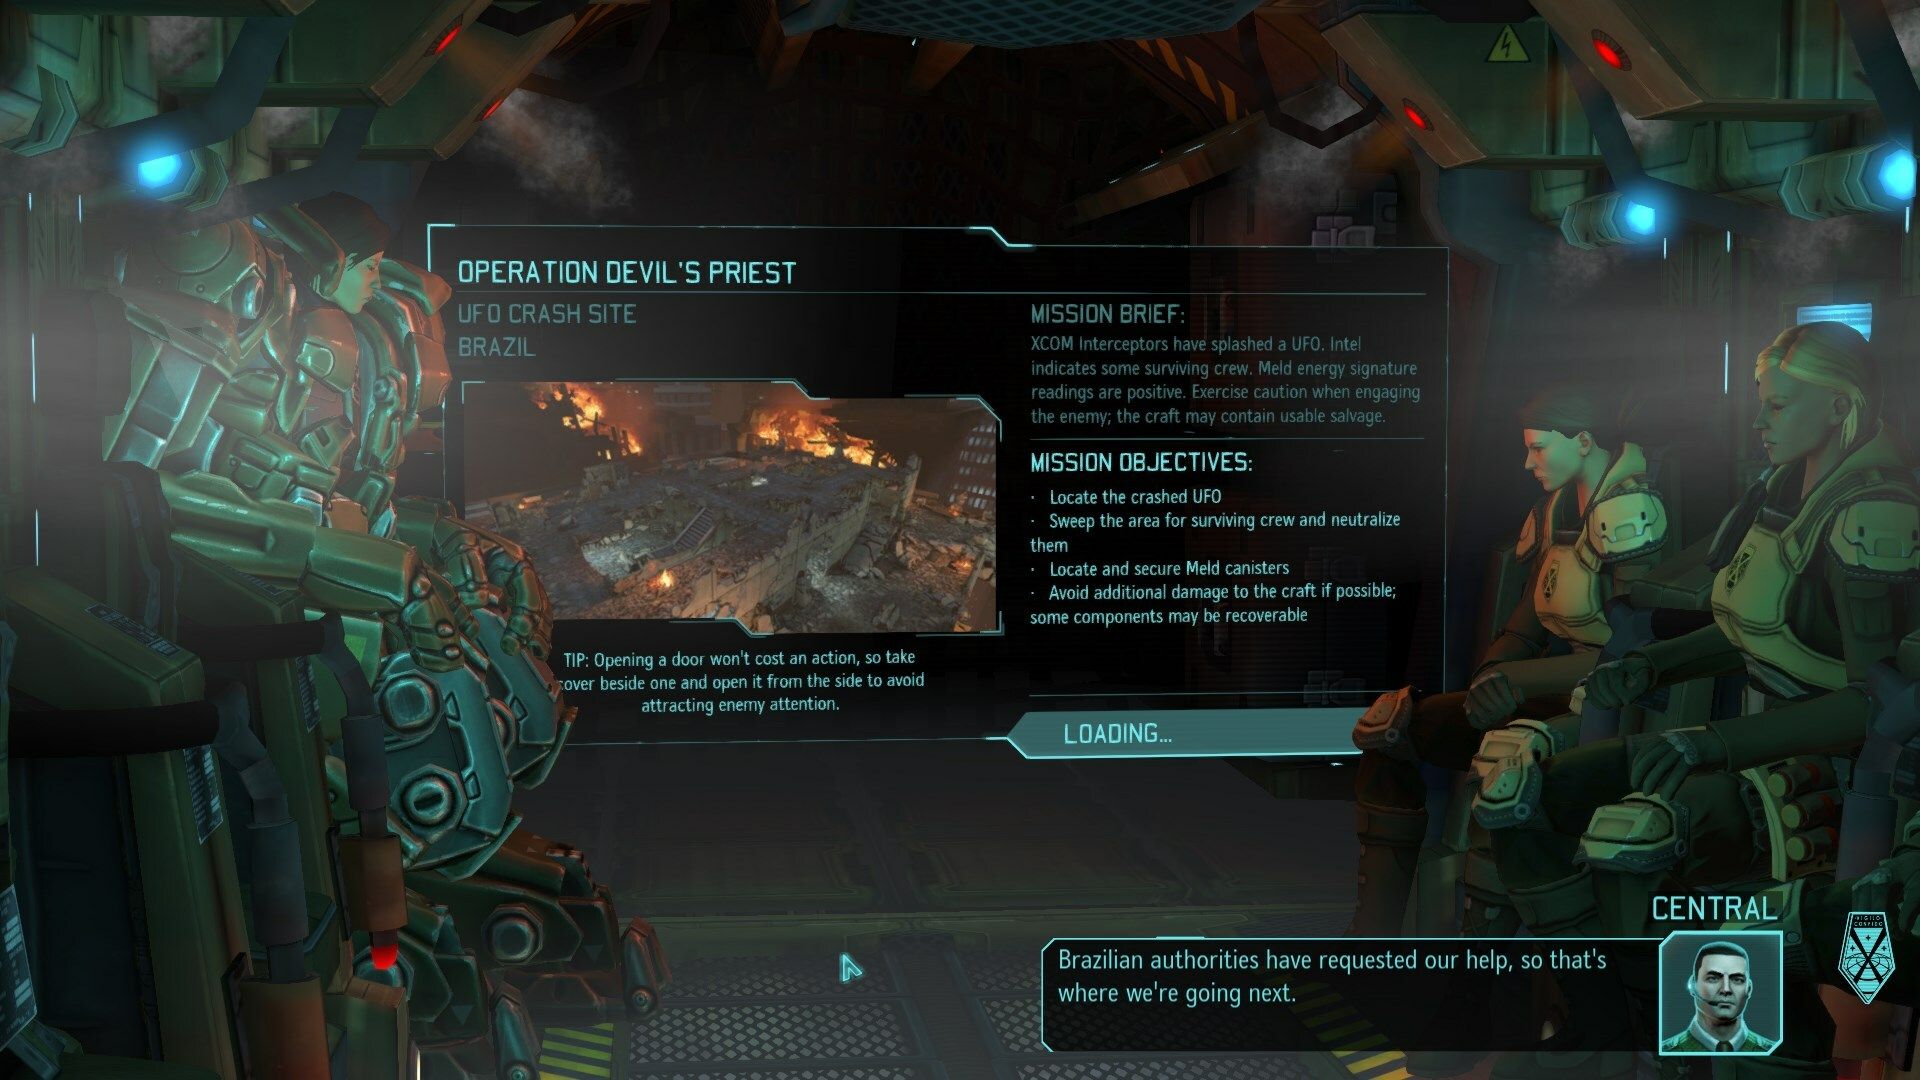 OPERATION DEVIL'S PRIEST
UFO CRASH SITE
BRAZIL
MISSION BRIEF:
XCOM Interceptors have splashed a UFO. Intel
indicates some surviving crew. Meld energy signature
readings are positive. Exercise caution when engaging
the enemy; the craft may contain usable salvage.
MISSION OBJECTIVES:
· Locate the crashed UFO
· Sweep the area for surviving crew and neutralize
them
· Locate and secure Meld canisters
· Avoid additional damage to the craft if possible;
some components may be recoverable
TIP: Opening a door won't cost an action, so take
cover beside one and open it from the side to avoid
attracting enemy attention.
LOADING...
CENTRAL
Brazilian authorities have requested our help, so that's
where we're going next.
VIGILO
CONFIDO